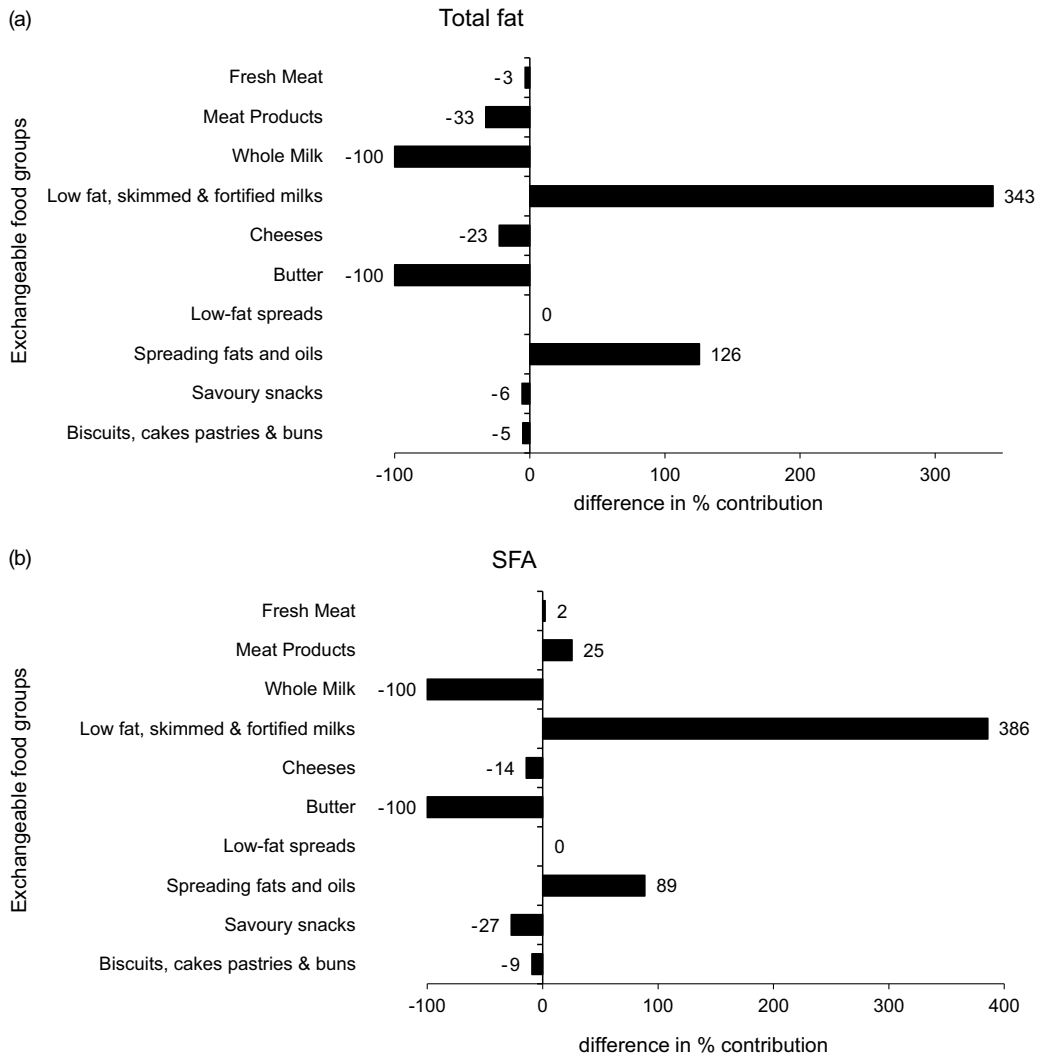 (a)
Total fat
Exchangeable food groups
Fresh Meat -3
Meat Products -33
Whole Milk -100
Low fat, skimmed & fortified milks 343
Cheeses -23
Butter -100
Low-fat spreads 0
Spreading fats and oils 126
Savoury snacks -6
Biscuits, cakes pastries & buns -5
-100 0 100 200 300
difference in % contribution
(b)
SFA
Exchangeable food groups
Fresh Meat 2
Meat Products 25
Whole Milk -100
Low fat, skimmed & fortified milks 386
Cheeses -14
Butter -100
Low-fat spreads 0
Spreading fats and oils 89
Savoury snacks -27
Biscuits, cakes pastries & buns -9
-100 0 100 200 300 400
difference in % contribution